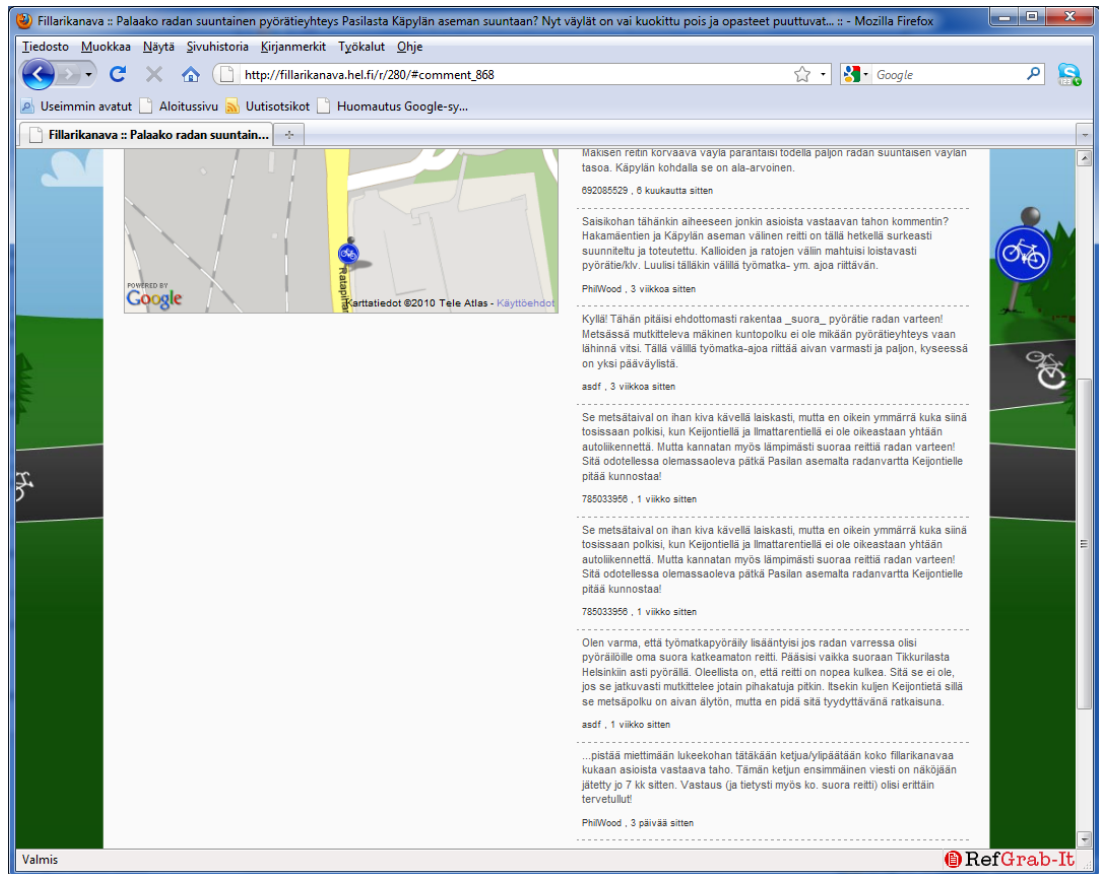 Fillarikanava :: Palaako radan suuntainen pyörätieyhteys Pasilasta Käpylän aseman suuntaan? Nyt väylät on vai kuokittu pois ja opasteet puuttuvat... :: - Mozilla Firefox
Tiedosto Muokkaa Näytä Sivuhistoria Kirjanmerkit Työkalut Ohje
http://fillarikanava.hel.fi/r/280/#comment_868
Google
Useimmin avatut Aloitussivu Uutisotsikot Huomautus Google-sy...
Fillarikanava :: Palaako radan suuntain...
Mäkisen reitin korvaava väylä parantaisi todella paljon radan suuntaisen väylän
tasoa. Käpylän kohdalla se on ala-arvoinen.
692085529 , 6 kuukautta sitten
Saisikohan tähänkin aiheeseen jonkin asioista vastaavan tahon kommentin?
Hakamäentien ja Käpylän aseman välinen reitti on tällä hetkellä surkeasti
suunniteltu ja toteutettu. Kallioiden ja ratojen väliin mahtuisi loistavasti
pyörätie/klv. Luulisi tälläkin välillä työmatka- ym. ajoa riittävän.
PhilWood , 3 viikkoa sitten
Kyllä! Tähän pitäisi ehdottomasti rakentaa _suora_ pyörätie radan varteen!
Metsässä mutkitteleva mäkinen kuntopolku ei ole mikään pyörätieyhteys vaan
lähinnä vitsi. Tällä välillä työmatka-ajoa riittää aivan varmasti ja paljon, kyseessä
on yksi pääväylistä.
asdf , 3 viikkoa sitten
Se metsätaival on ihan kiva kävellä laiskasti, mutta en oikein ymmärrä kuka siinä
tosissaan polkisi, kun Keijontiellä ja Ilmattarentiellä ei ole oikeastaan yhtään
autoliikennettä. Mutta kannatan myös lämpimästi suoraa reittiä radan varteen!
Sitä odotellessa olemassaoleva pätkä Pasilan asemalta radanvartta Keijontielle
pitää kunnostaa!
785033956 , 1 viikko sitten
Se metsätaival on ihan kiva kävellä laiskasti, mutta en oikein ymmärrä kuka siinä
tosissaan polkisi, kun Keijontiellä ja Ilmattarentiellä ei ole oikeastaan yhtään
autoliikennettä. Mutta kannatan myös lämpimästi suoraa reittiä radan varteen!
Sitä odotellessa olemassaoleva pätkä Pasilan asemalta radanvartta Keijontielle
pitää kunnostaa!
785033956 , 1 viikko sitten
Olen varma, että työmatkapyöräily lisääntyisi jos radan varressa olisi
pyöräilöille oma suora katkeamaton reitti. Pääsisi vaikka suoraan Tikkurilasta
Helsinkiin asti pyörällä. Oleellista on, että reitti on nopea kulkea. Sitä se ei ole,
jos se jatkuvasti mutkittelee jotain pihakatuja pitkin. Itsekin kuljen Keijontietä sillä
se metsäpolku on aivan älytön, mutta en pidä sitä tyydyttävänä ratkaisuna.
asdf , 1 viikko sitten
...pistää miettimään lukeekohan tätäkään ketjua/ylipäätään koko fillarikanavaa
kukaan asioista vastaava taho. Tämän ketjun ensimmäinen viesti on näköjään
jätetty jo 7 kk sitten. Vastaus (ja tietysti myös ko. suora reitti) olisi erittäin
tervetullut!
PhilWood , 3 päivää sitten
POWERED BY
Google
Karttatiedot ©2010 Tele Atlas - Käyttöehdot
Valmis
RefGrab-It